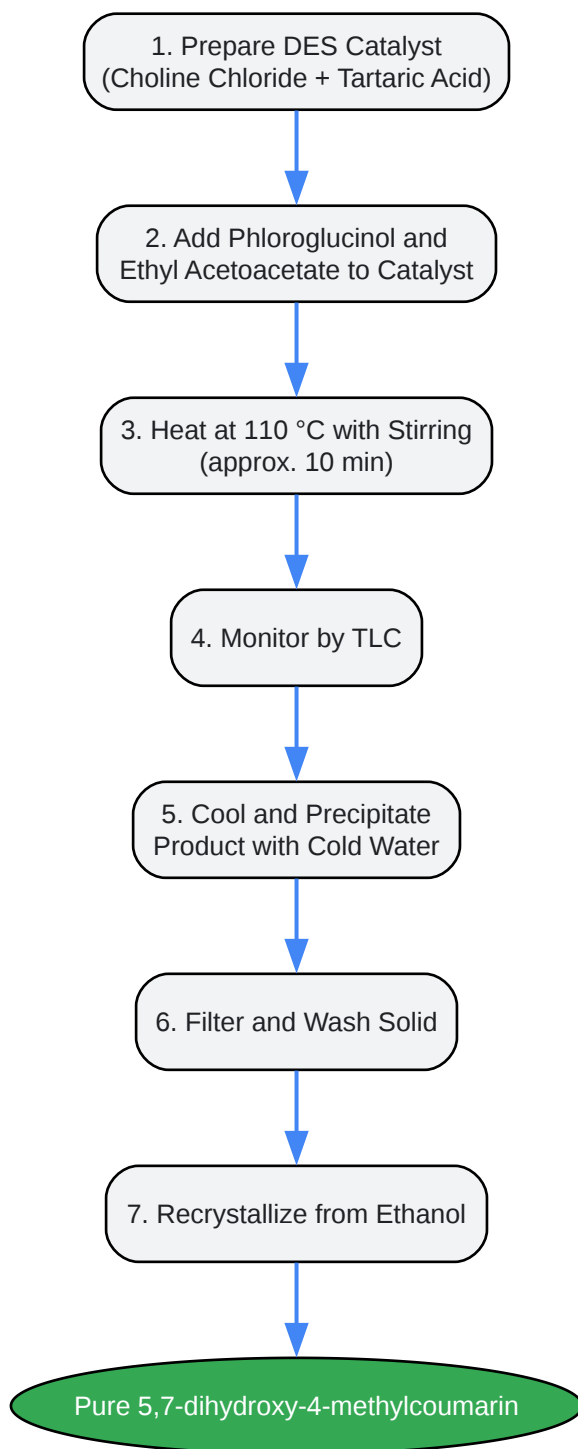 1. Prepare DES Catalyst
(Choline Chloride + Tartaric Acid)
2. Add Phloroglucinol and
Ethyl Acetoacetate to Catalyst
3. Heat at 110 °C with Stirring
(approx. 10 min)
4. Monitor by TLC
5. Cool and Precipitate
Product with Cold Water
6. Filter and Wash Solid
7. Recrystallize from Ethanol
Pure 5,7-dihydroxy-4-methylcoumarin